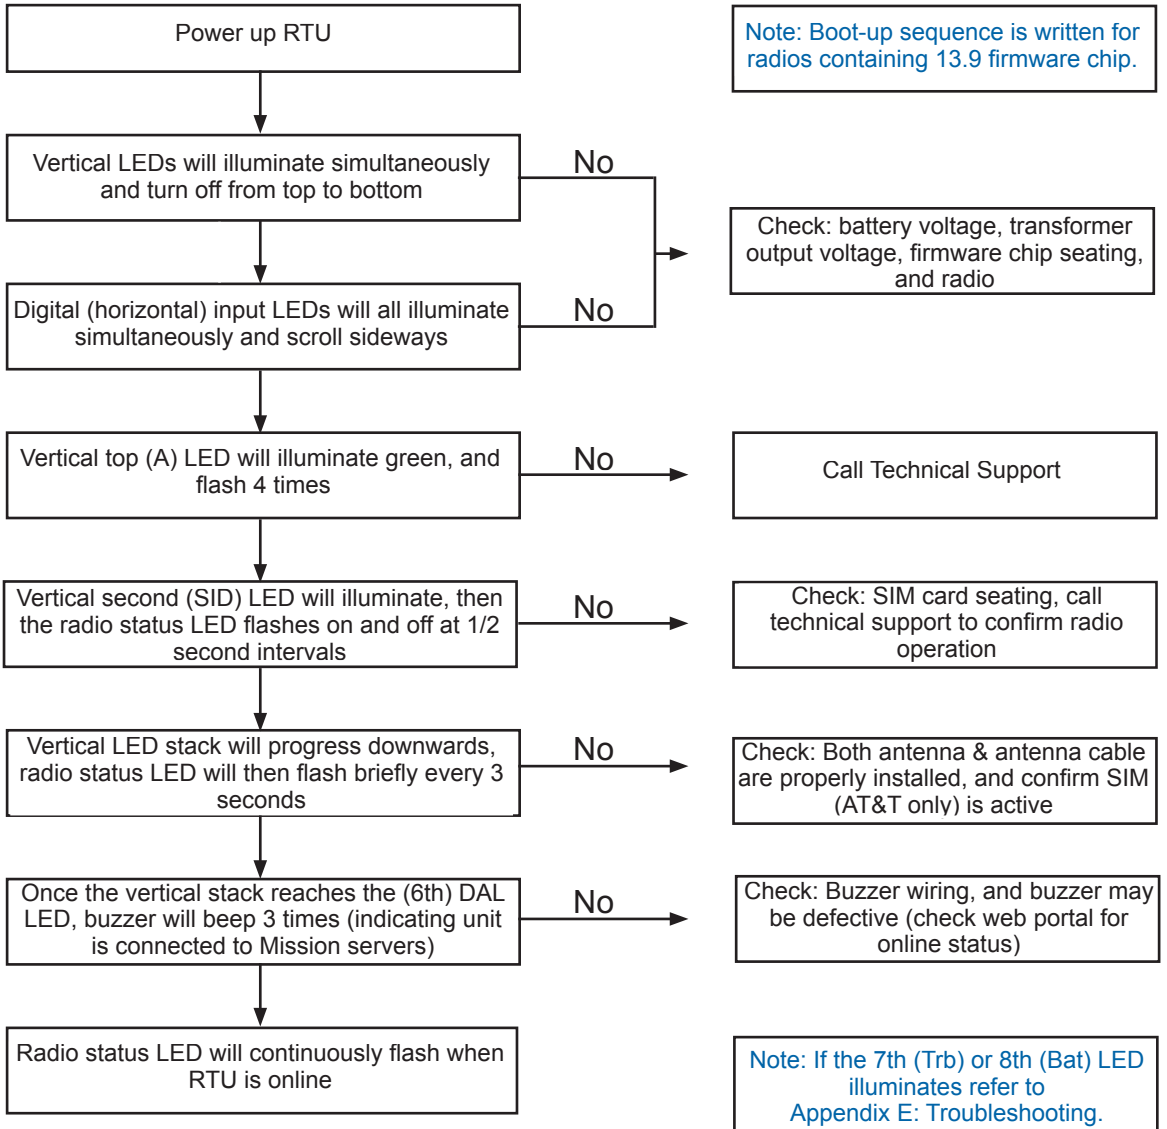 Power up RTU
Note: Boot-up sequence is written for
radios containing 13.9 firmware chip.
Vertical LEDs will illuminate simultaneously
and turn off from top to bottom
No
Check: battery voltage, transformer
output voltage, firmware chip seating,
and radio
Digital (horizontal) input LEDs will all illuminate
simultaneously and scroll sideways
No
Vertical top (A) LED will illuminate green, and
flash 4 times
No
Call Technical Support
Vertical second (SID) LED will illuminate, then
the radio status LED flashes on and off at 1/2
second intervals
No
Check: SIM card seating, call
technical support to confirm radio
operation
Vertical LED stack will progress downwards,
radio status LED will then flash briefly every 3
seconds
No
Check: Both antenna & antenna cable
are properly installed, and confirm SIM
(AT&T only) is active
Once the vertical stack reaches the (6th) DAL
LED, buzzer will beep 3 times (indicating unit
is connected to Mission servers)
No
Check: Buzzer wiring, and buzzer may
be defective (check web portal for
online status)
Radio status LED will continuously flash when
RTU is online
Note: If the 7th (Trb) or 8th (Bat) LED
illuminates refer to
Appendix E: Troubleshooting.